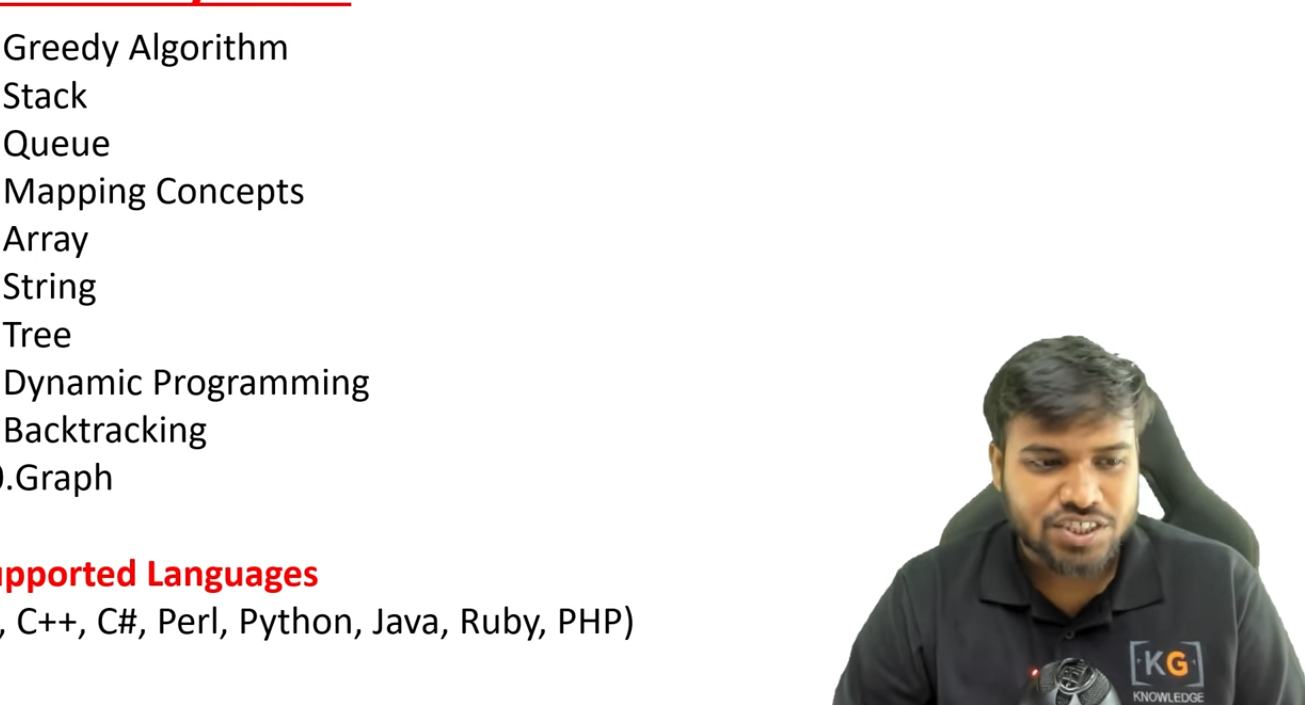 Greedy Algorithm
Stack
Queue
Mapping Concepts
Array
String
Tree
Dynamic Programming
Backtracking
.Graph
Languages
, C++, C#, Perl, Python, Java, Ruby, PHP)
KG
KNOWLEDGE